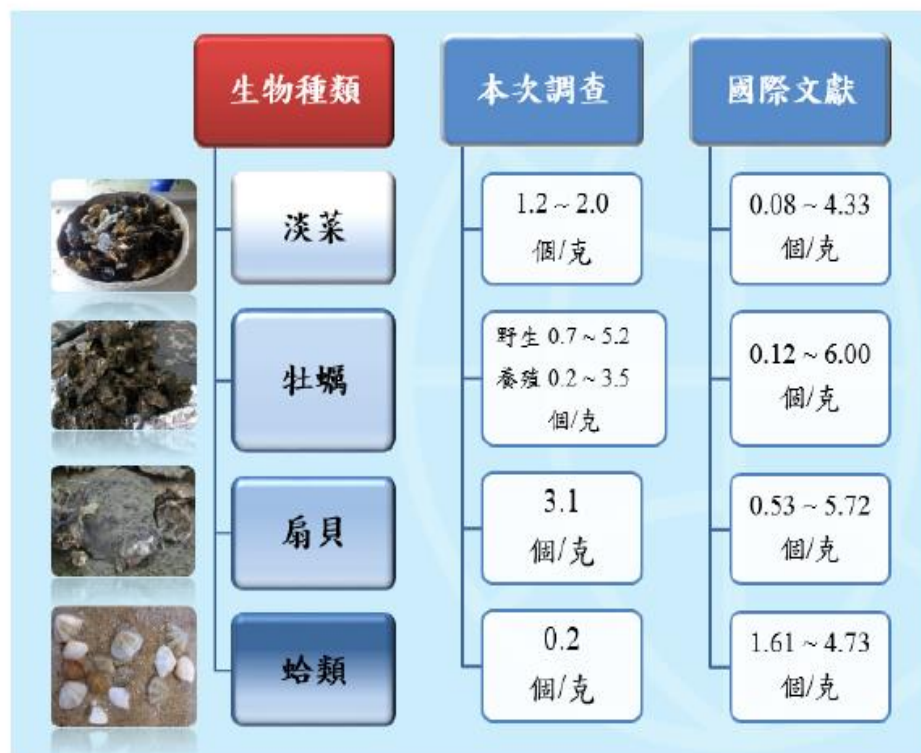 生物種類
本次調查
國際文獻
淡菜
1.2 ~ 2.0
個/克
0.08 ~ 4.33
個/克
牡蠣
野生 0.7 ~ 5.2
養殖 0.2 ~ 3.5
個/克
0.12 ~ 6.00
個/克
扇貝
3.1
個/克
0.53 ~ 5.72
個/克
蛤類
0.2
個/克
1.61 ~ 4.73
個/克